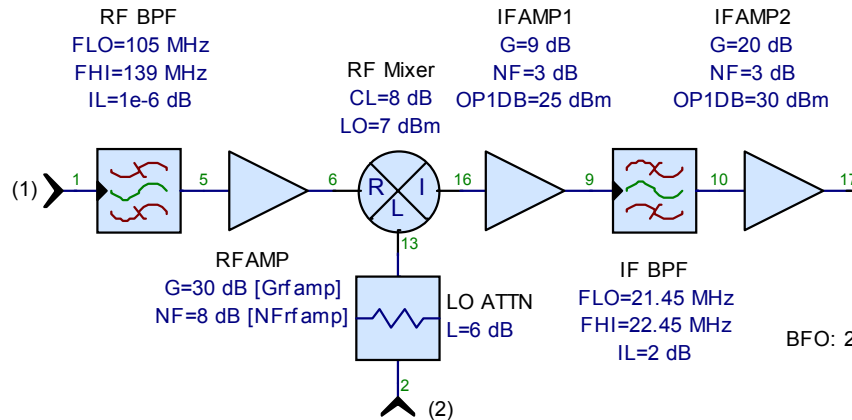 RF BPF
FLO=105 MHz
FHI=139 MHz
IL=1e-6 dB
RF Mixer
CL=8 dB
LO=7 dBm
IFAMP1
G=9 dB
NF=3 dB
OP1DB=25 dBm
IFAMP2
G=20 dB
NF=3 dB
OP1DB=30 dBm
(1)
1
5
6
R
I
L
16
9
10
17
13
RFAMP
G=30 dB [Grfamp]
NF=8 dB [NFrfamp]
LO ATTN
L=6 dB
IF BPF
FLO=21.45 MHz
FHI=22.45 MHz
IL=2 dB
BFO: 2
2
(2)